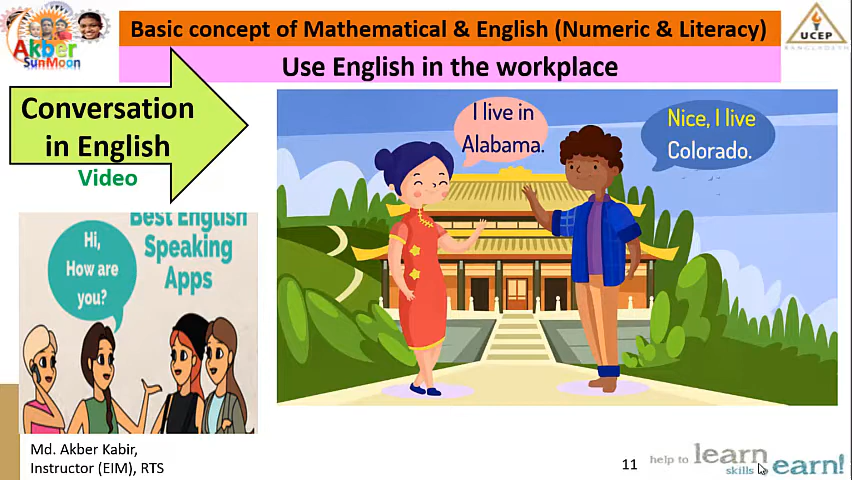 Akber
SunMoon
Basic concept of Mathematical & English (Numeric & Literacy)
UCEP
BANGLADESH
Use English in the workplace
Conversation
in English
Video
I live in
Alabama.
Nice, I live
Colorado.
Best English
Speaking
Apps
Hi,
How are
you?
Md. Akber Kabir,
Instructor (EIM), RTS
11
help to learn
skills earn!